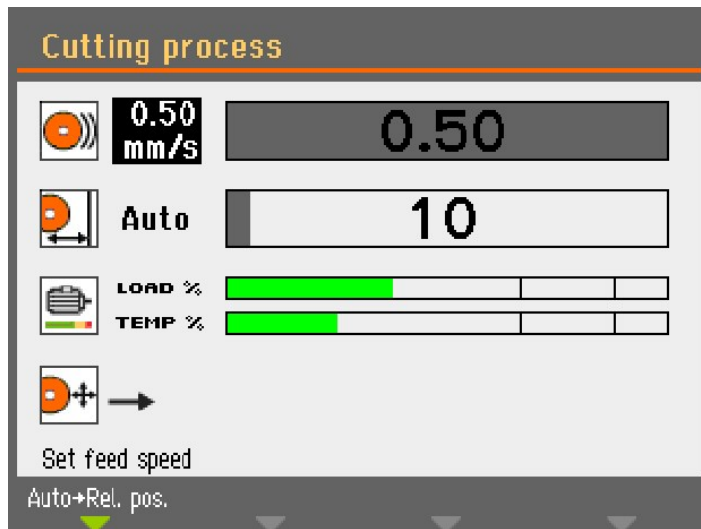 Cutting process
0.50
mm/s
0.50
Auto
10
LOAD %
TEMP %
Set feed speed
Auto→Rel. pos.